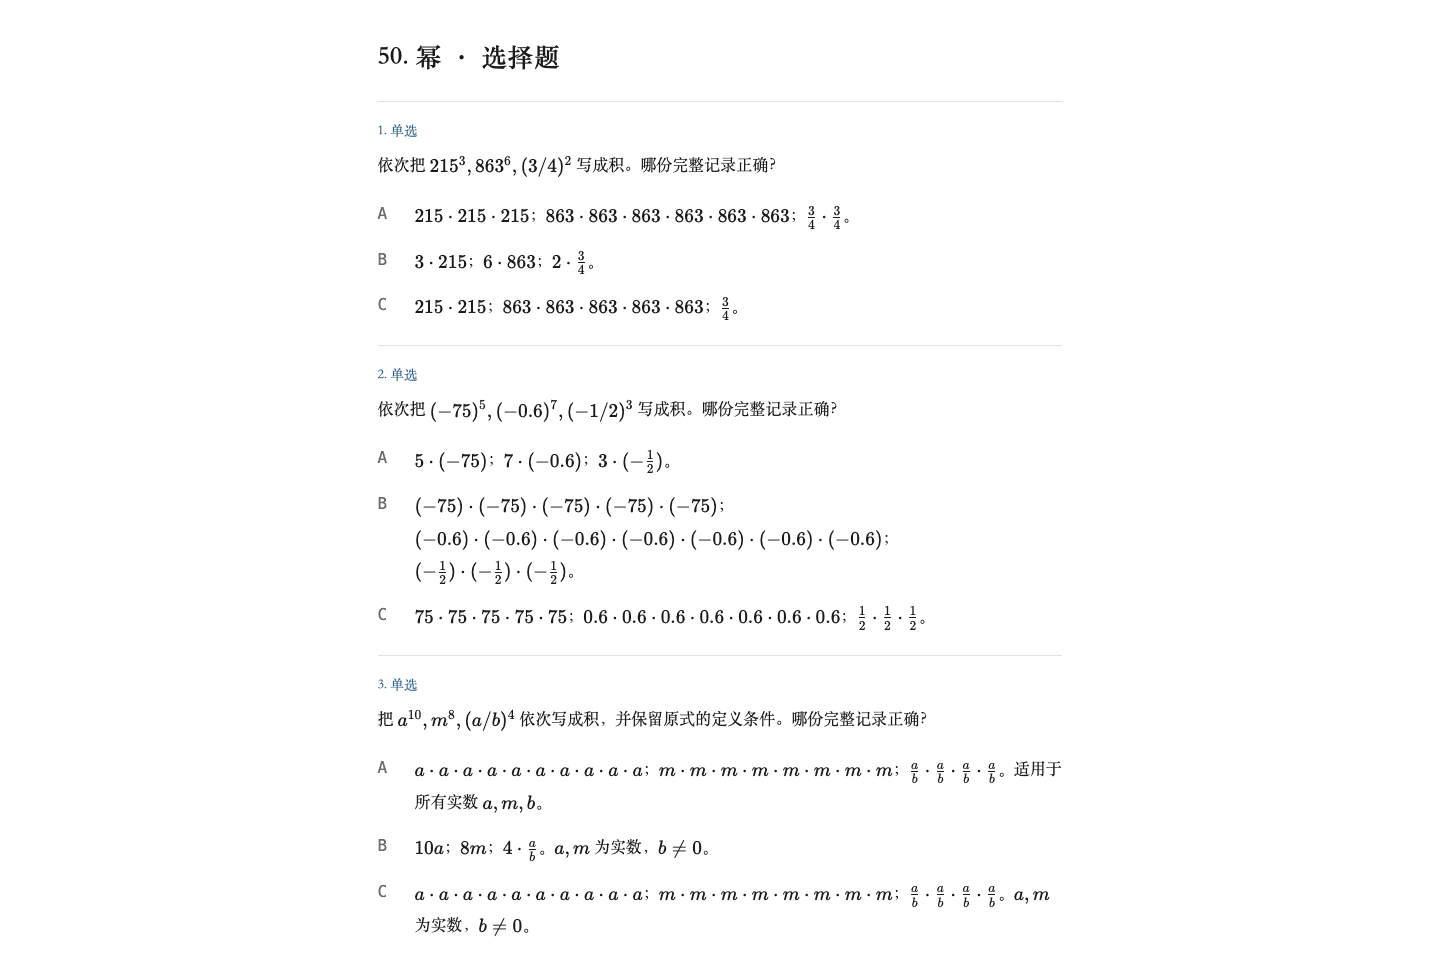 50. 幂 · 选择题
1. 单选
依次把 215³, 863⁶, (3/4)² 写成积。哪份完整记录正确?
A 215 · 215 · 215; 863 · 863 · 863 · 863 · 863 · 863; 3/4 · 3/4。
B 3 · 215; 6 · 863; 2 · 3/4。
C 215 · 215; 863 · 863 · 863 · 863 · 863; 3/4。
2. 单选
依次把 (−75)⁵, (−0.6)⁷, (−1/2)³ 写成积。哪份完整记录正确?
A 5 · (−75); 7 · (−0.6); 3 · (−1/2)。
B (−75) · (−75) · (−75) · (−75) · (−75);
(−0.6) · (−0.6) · (−0.6) · (−0.6) · (−0.6) · (−0.6) · (−0.6);
(−1/2) · (−1/2) · (−1/2)。
C 75 · 75 · 75 · 75 · 75; 0.6 · 0.6 · 0.6 · 0.6 · 0.6 · 0.6 · 0.6; 1/2 · 1/2 · 1/2。
3. 单选
把 a¹⁰, m⁸, (a/b)⁴ 依次写成积，并保留原式的定义条件。哪份完整记录正确?
A a · a · a · a · a · a · a · a · a · a; m · m · m · m · m · m · m · m; a/b · a/b · a/b · a/b。适用于
所有实数 a, m, b。
B 10a; 8m; 4 · a/b。a, m 为实数，b ≠ 0。
C a · a · a · a · a · a · a · a · a · a; m · m · m · m · m · m · m · m; a/b · a/b · a/b · a/b。a, m
为实数，b ≠ 0。